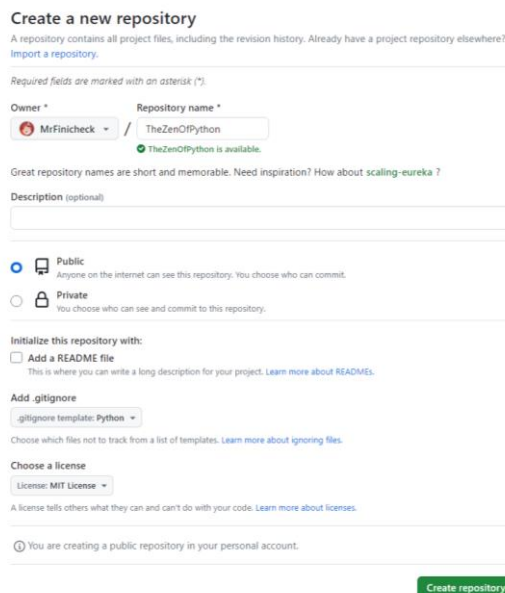 Create a new repository
A repository contains all project files, including the revision history. Already have a project repository elsewhere?
Import a repository.
Required fields are marked with an asterisk (*).
Owner * Repository name *
MrFinicheck / TheZenOfPython
TheZenOfPython is available.
Great repository names are short and memorable. Need inspiration? How about scaling-eureka ?
Description (optional)
Public
Anyone on the internet can see this repository. You choose who can commit.
Private
You choose who can see and commit to this repository.
Initialize this repository with:
Add a README file
This is where you can write a long description for your project. Learn more about READMEs.
Add .gitignore
.gitignore template: Python
Choose which files not to track from a list of templates. Learn more about ignoring files.
Choose a license
License: MIT License
A license tells others what they can and can't do with your code. Learn more about licenses.
You are creating a public repository in your personal account.
Create repository